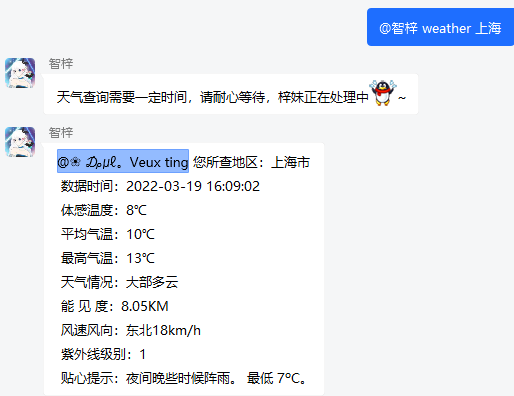 @智梓 weather 上海
智梓
天气查询需要一定时间，请耐心等待，梓妹正在处理中~
智梓
@❀ 𝓓ℴ𝓊ℓ。Veux ting 您所查地区：上海市
数据时间：2022-03-19 16:09:02
体感温度：8℃
平均气温：10℃
最高气温：13℃
天气情况：大部多云
能 见 度：8.05KM
风速风向：东北18km/h
紫外线级别：1
贴心提示：夜间晚些时候阵雨。 最低 7°C。